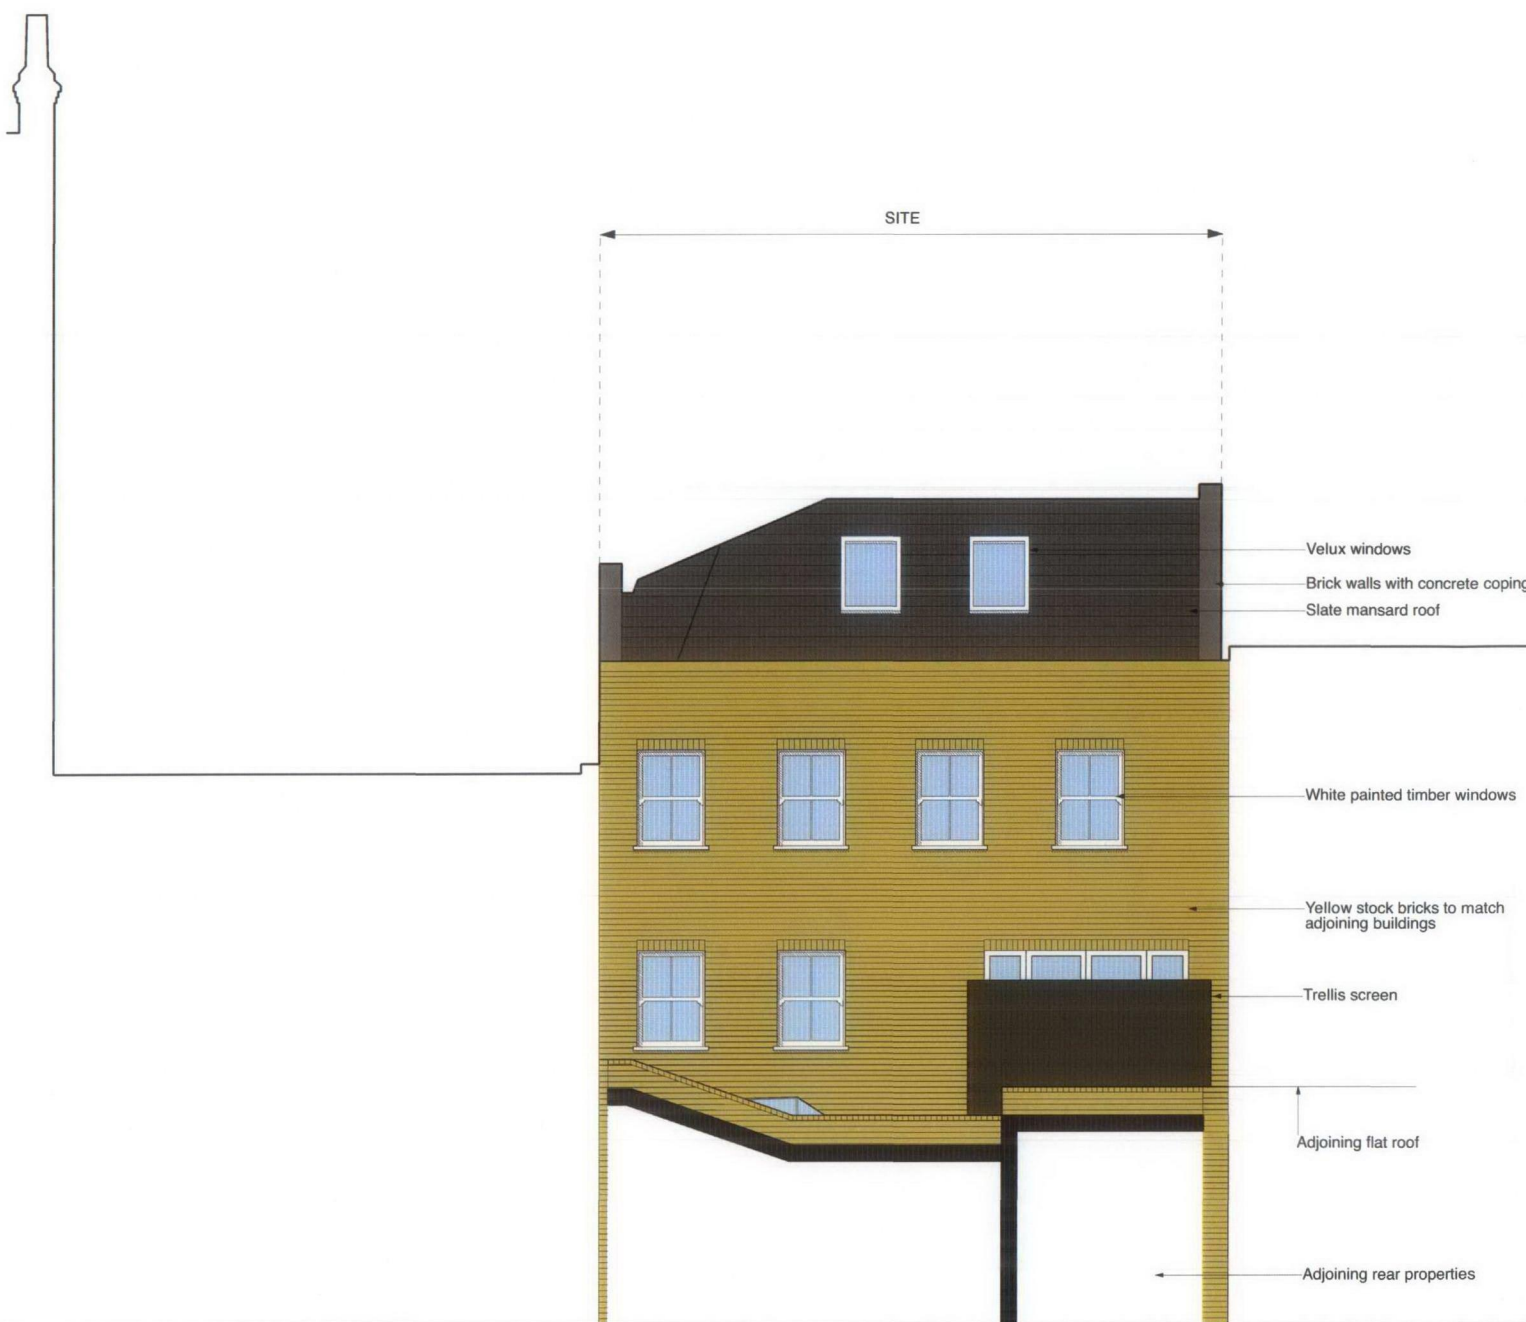 SITE
Velux windows
Brick walls with concrete coping
Slate mansard roof
White painted timber windows
Yellow stock bricks to match
adjoining buildings
Trellis screen
Adjoining flat roof
Adjoining rear properties